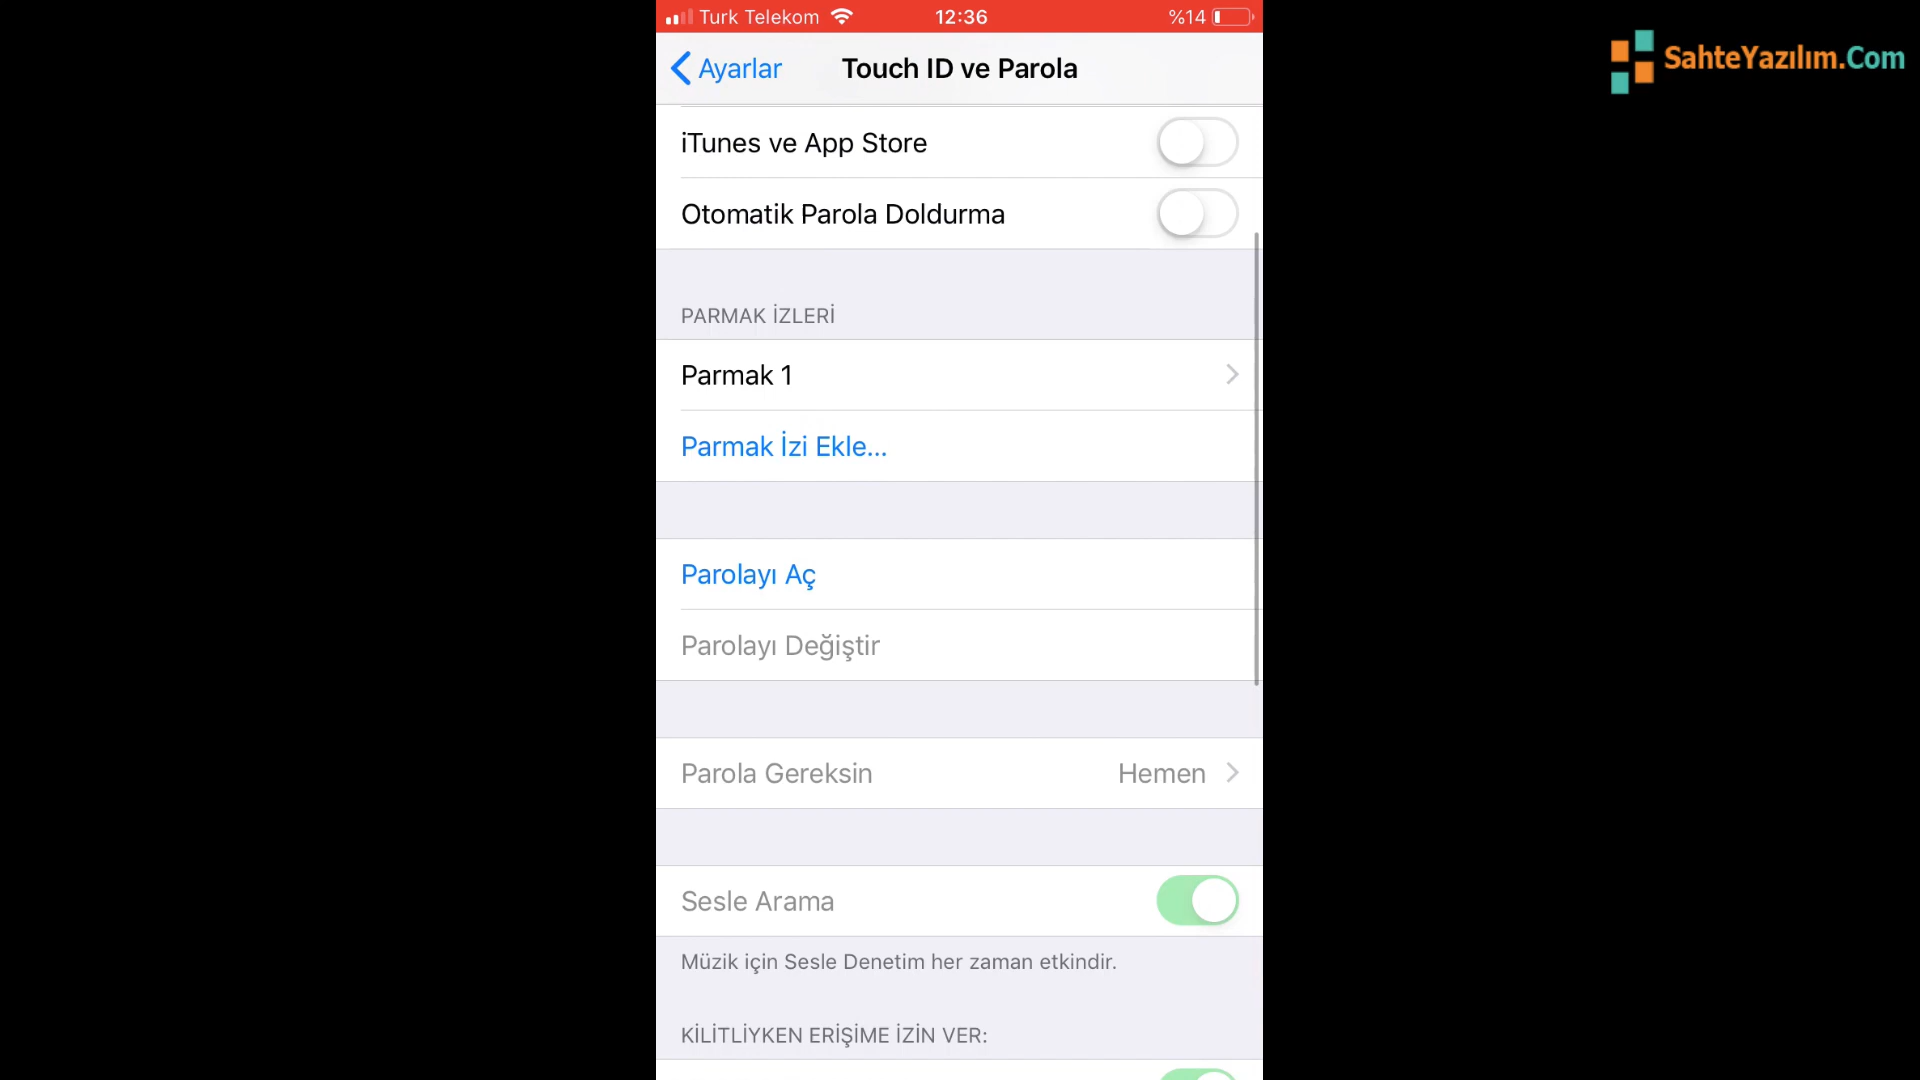 Turk Telekom 12:36 %14
SahteYazılım.Com
Ayarlar Touch ID ve Parola
iTunes ve App Store
Otomatik Parola Doldurma
PARMAK İZLERİ
Parmak 1
Parmak İzi Ekle...
Parolayı Aç
Parolayı Değiştir
Parola Gereksin Hemen
Sesle Arama
Müzik için Sesle Denetim her zaman etkindir.
KİLİTLİYKEN ERİŞİME İZİN VER: